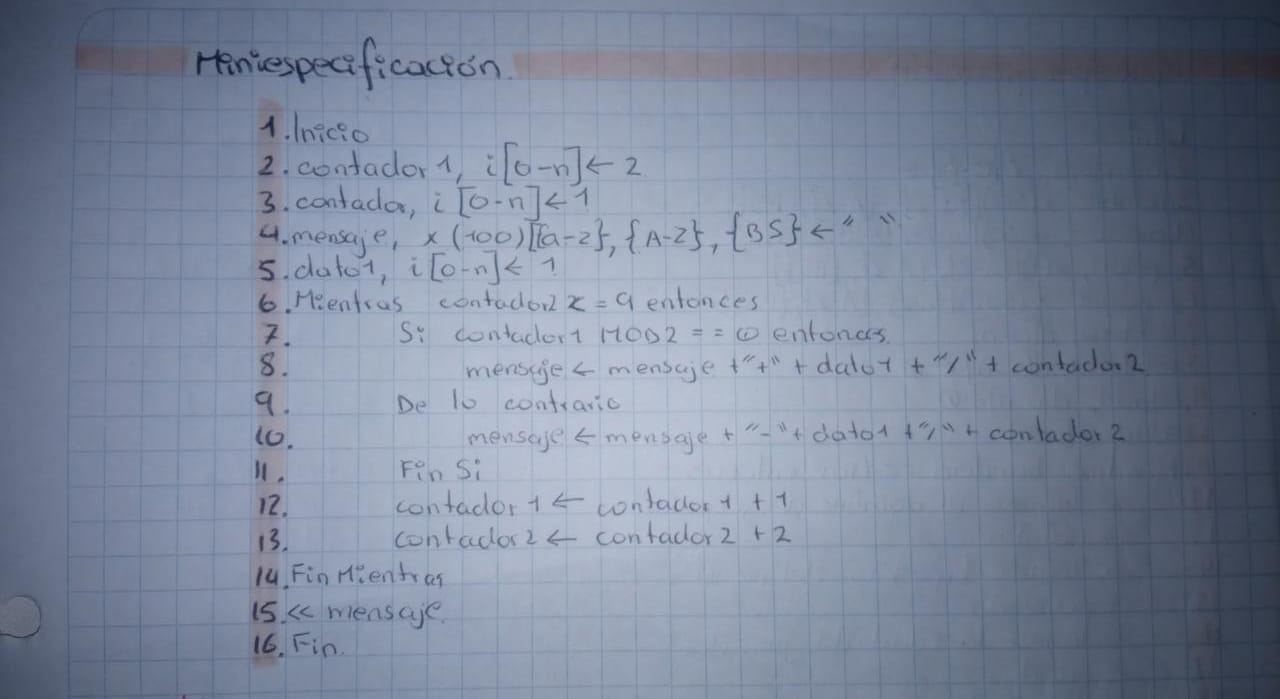 Miniespecificación.
1. Inicio
2. contador 1, i[0-n]← 2
3. contador, i [0-n]← 1
4. mensaje, x (100)[{a-z}, {A-Z}, {BS}← " "
5. dato1, i[0-n]← 1
6. Mientras contador2 <= 9 entonces
7. Si contador1 MOD2 == 0 entonces
8. mensaje ← mensaje +"+" + dato1 + "/" + contador2
9. De lo contrario
10. mensaje ← mensaje + "-"+ dato1 +"/" + contador2
11. Fin Si
12. contador1 ← contador1 + 1
13. contador2 ← contador2 + 2
14. Fin Mientras
15. << mensaje.
16. Fin.